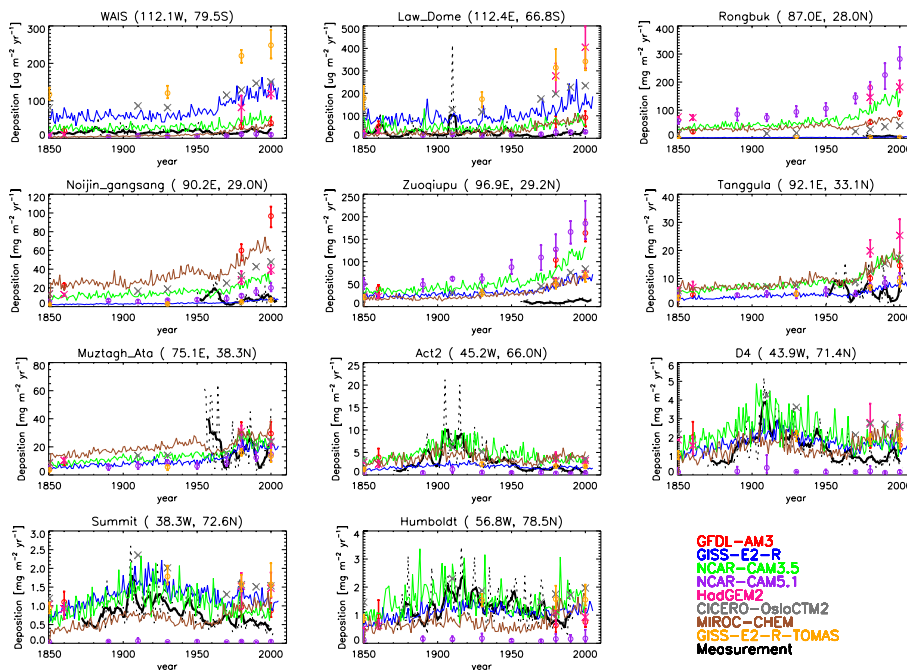 WAIS (112.1W, 79.5S)
Deposition [ug m⁻² yr⁻¹]
300
200
100
0
1850 1900 1950 2000
year
Law_Dome (112.4E, 66.8S)
Deposition [ug m⁻² yr⁻¹]
500
400
300
200
100
0
1850 1900 1950 2000
year
Rongbuk ( 87.0E, 28.0N)
Deposition [mg m⁻² yr⁻¹]
400
300
200
100
0
1850 1900 1950 2000
year
Noijin_gangsang ( 90.2E, 29.0N)
Deposition [mg m⁻² yr⁻¹]
120
100
80
60
40
20
0
1850 1900 1950 2000
year
Zuoqiupu ( 96.9E, 29.2N)
Deposition [mg m⁻² yr⁻¹]
250
200
150
100
50
0
1850 1900 1950 2000
year
Tanggula ( 92.1E, 33.1N)
Deposition [mg m⁻² yr⁻¹]
40
30
20
10
0
1850 1900 1950 2000
year
Muztagh_Ata ( 75.1E, 38.3N)
Deposition [mg m⁻² yr⁻¹]
80
60
40
20
0
1850 1900 1950 2000
year
Act2 ( 45.2W, 66.0N)
Deposition [mg m⁻² yr⁻¹]
25
20
15
10
5
0
1850 1900 1950 2000
year
D4 ( 43.9W, 71.4N)
Deposition [mg m⁻² yr⁻¹]
6
5
4
3
2
1
0
1850 1900 1950 2000
year
Summit ( 38.3W, 72.6N)
Deposition [mg m⁻² yr⁻¹]
3.0
2.5
2.0
1.5
1.0
0.5
0.0
1850 1900 1950 2000
year
Humboldt ( 56.8W, 78.5N)
Deposition [mg m⁻² yr⁻¹]
4
3
2
1
0
1850 1900 1950 2000
year
GFDL-AM3
GISS-E2-R
NCAR-CAM3.5
NCAR-CAM5.1
HadGEM2
CICERO-OsloCTM2
MIROC-CHEM
GISS-E2-R-TOMAS
Measurement